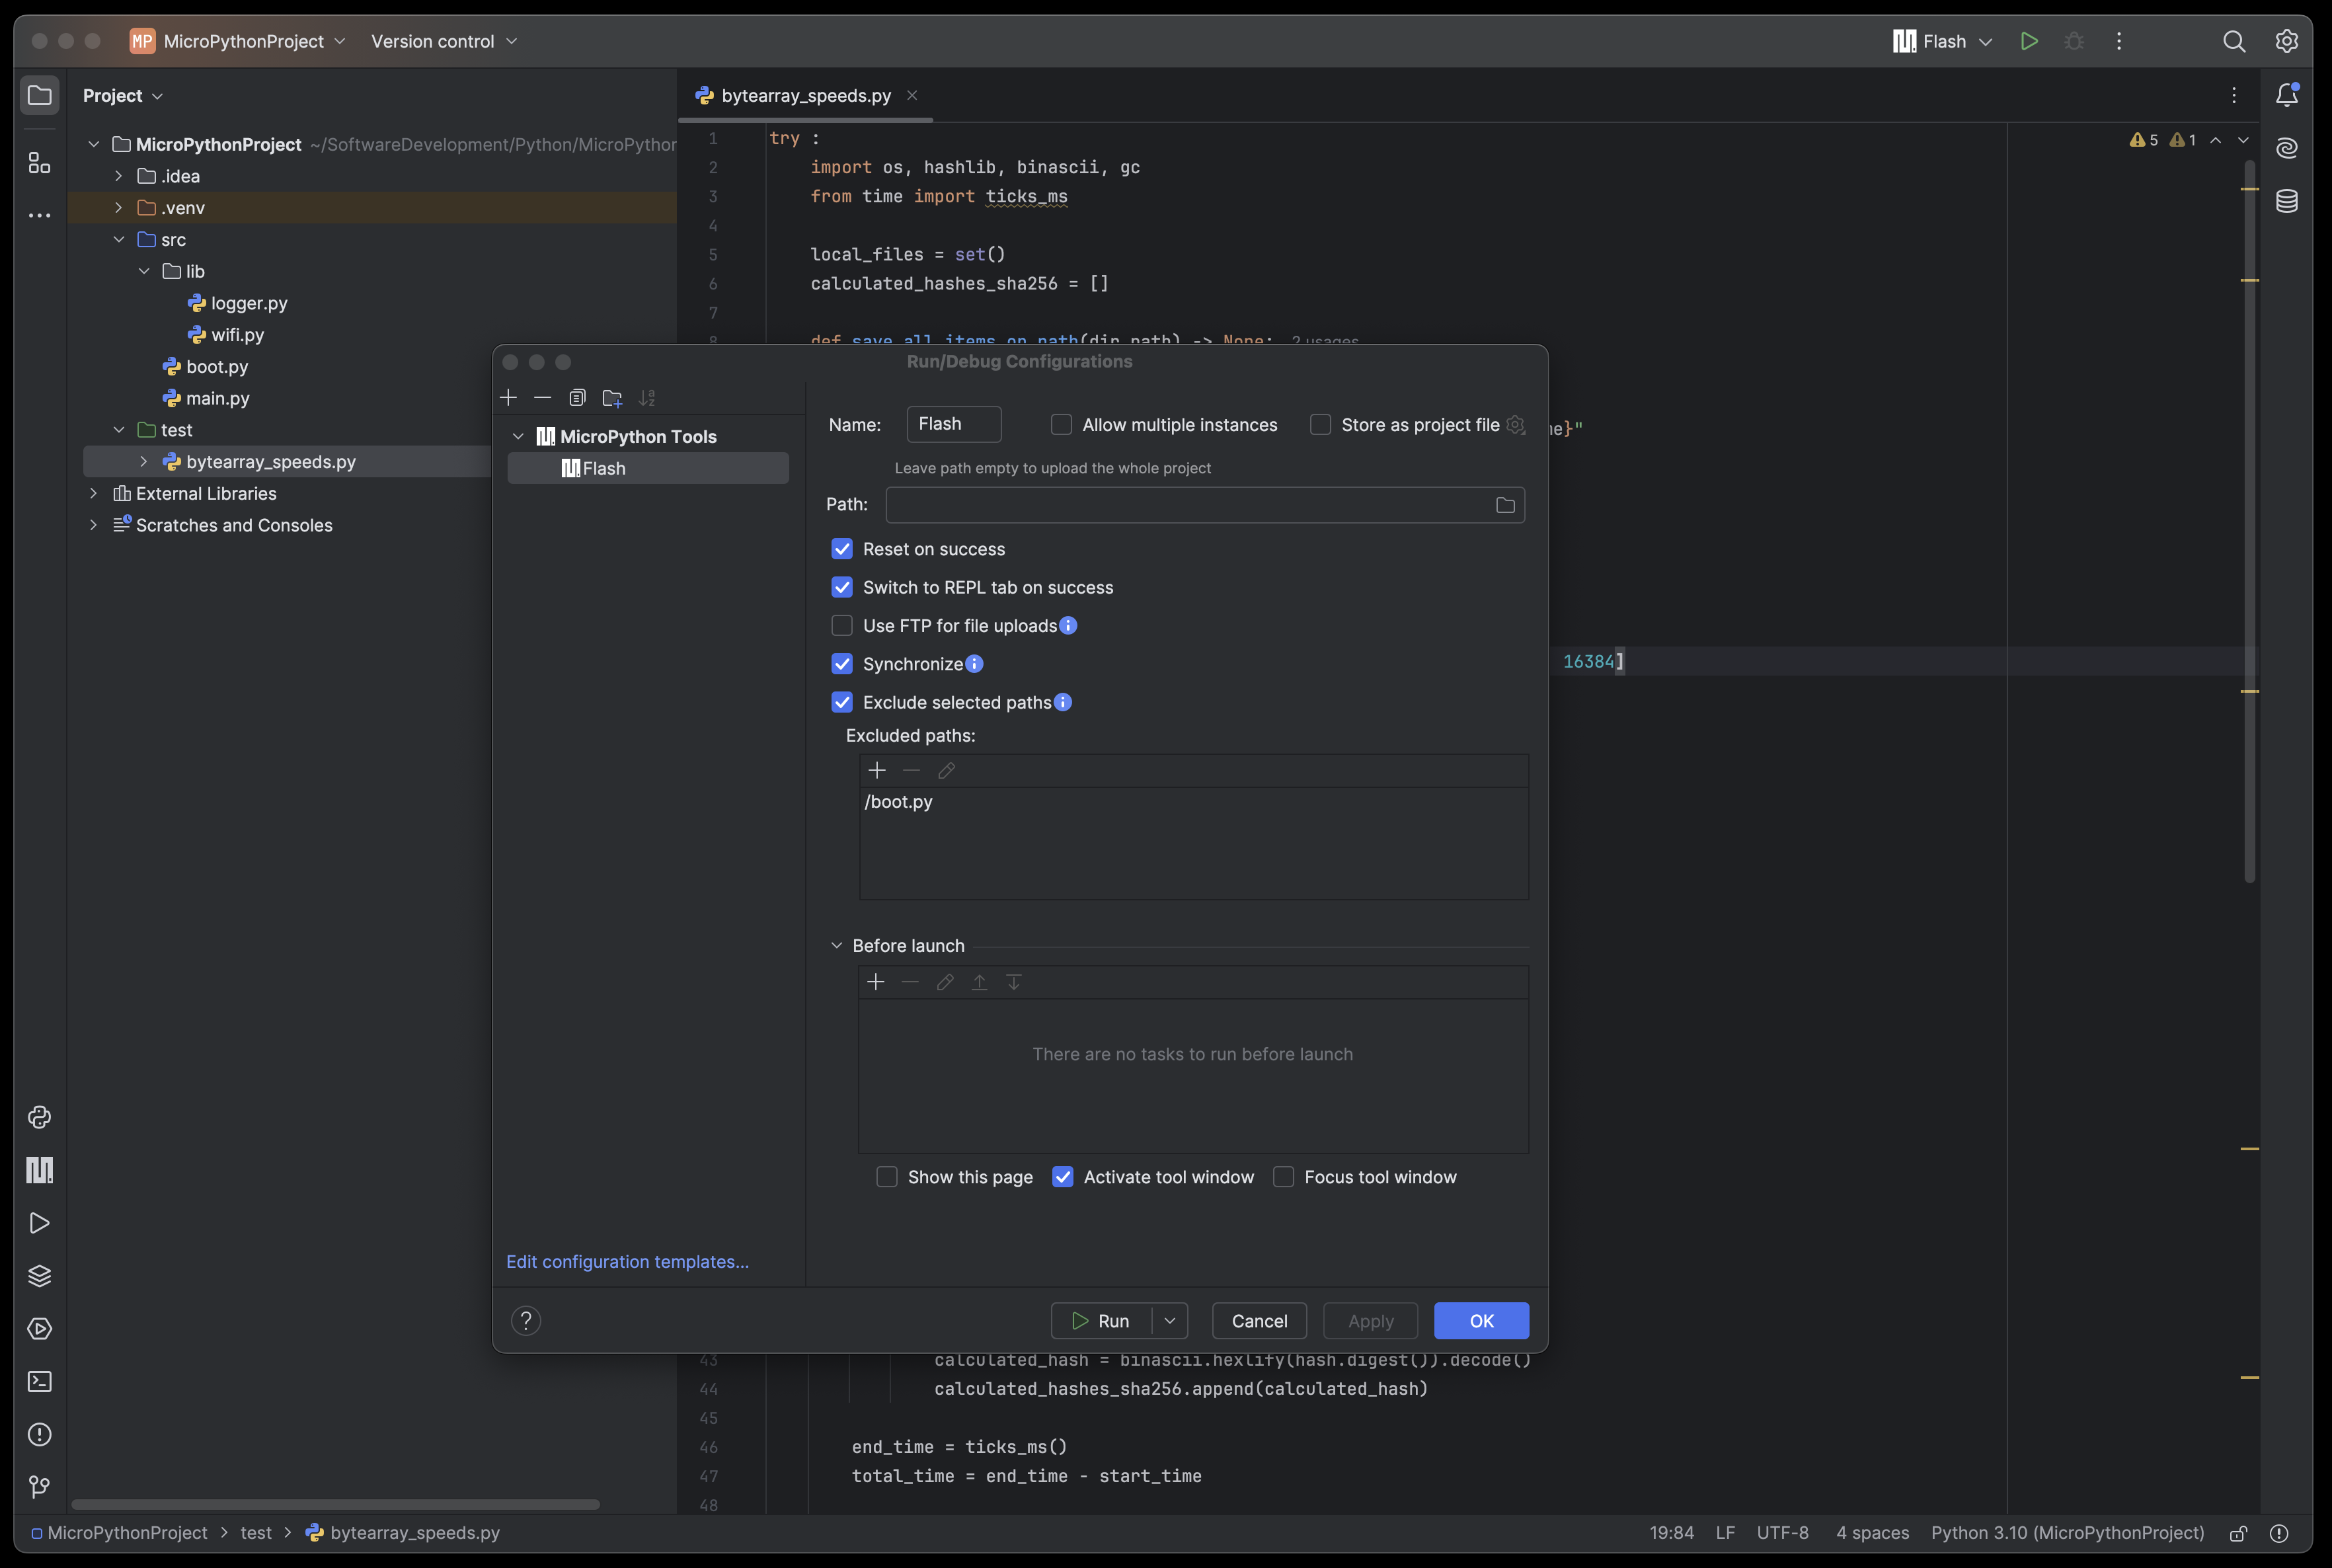 MP MicroPythonProject Version control Flash
Project
MicroPythonProject ~/SoftwareDevelopment/Python/MicroPython
.idea
.venv
src
lib
logger.py
wifi.py
boot.py
main.py
test
bytearray_speeds.py
External Libraries
Scratches and Consoles
bytearray_speeds.py
5 1
1 try :
2 import os, hashlib, binascii, gc
3 from time import ticks_ms
4
5 local_files = set()
6 calculated_hashes_sha256 = []
7
8 def save_all_items_on_path(dir_path) -> None: 2 usages
}"
16384]
Run/Debug Configurations
MicroPython Tools
Flash
Edit configuration templates...
Name: Flash Allow multiple instances Store as project file
Leave path empty to upload the whole project
Path:
Reset on success
Switch to REPL tab on success
Use FTP for file uploads
Synchronize
Exclude selected paths
Excluded paths:
/boot.py
Before launch
There are no tasks to run before launch
Show this page Activate tool window Focus tool window
? Run Cancel Apply OK
43 calculated_hash = binascii.hexlify(hash.digest()).decode()
44 calculated_hashes_sha256.append(calculated_hash)
45
46 end_time = ticks_ms()
47 total_time = end_time - start_time
48
MicroPythonProject > test > bytearray_speeds.py
19:84 LF UTF-8 4 spaces Python 3.10 (MicroPythonProject)